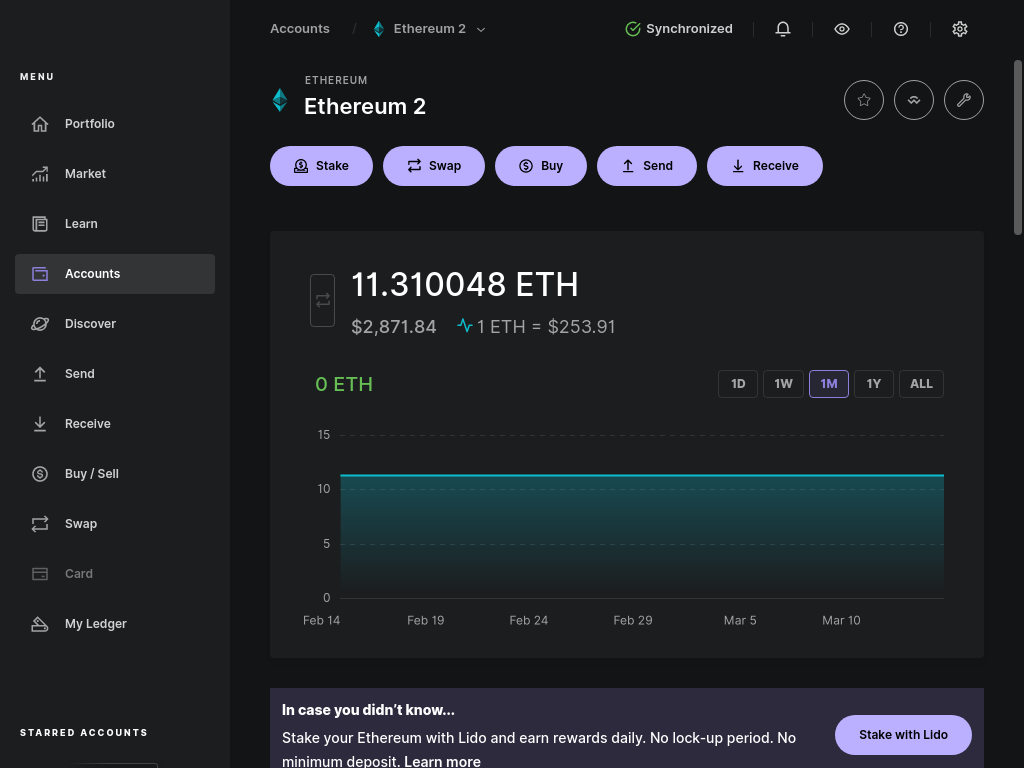 Accounts / Ethereum 2
Synchronized
MENU
Portfolio
Market
Learn
Accounts
Discover
Send
Receive
Buy / Sell
Swap
Card
My Ledger
STARRED ACCOUNTS
ETHEREUM
Ethereum 2
Stake
Swap
Buy
Send
Receive
11.310048 ETH
$2,871.84 1 ETH = $253.91
0 ETH
1D 1W 1M 1Y ALL
15
10
5
0
Feb 14 Feb 19 Feb 24 Feb 29 Mar 5 Mar 10
In case you didn’t know...
Stake your Ethereum with Lido and earn rewards daily. No lock-up period. No
minimum deposit. Learn more
Stake with Lido